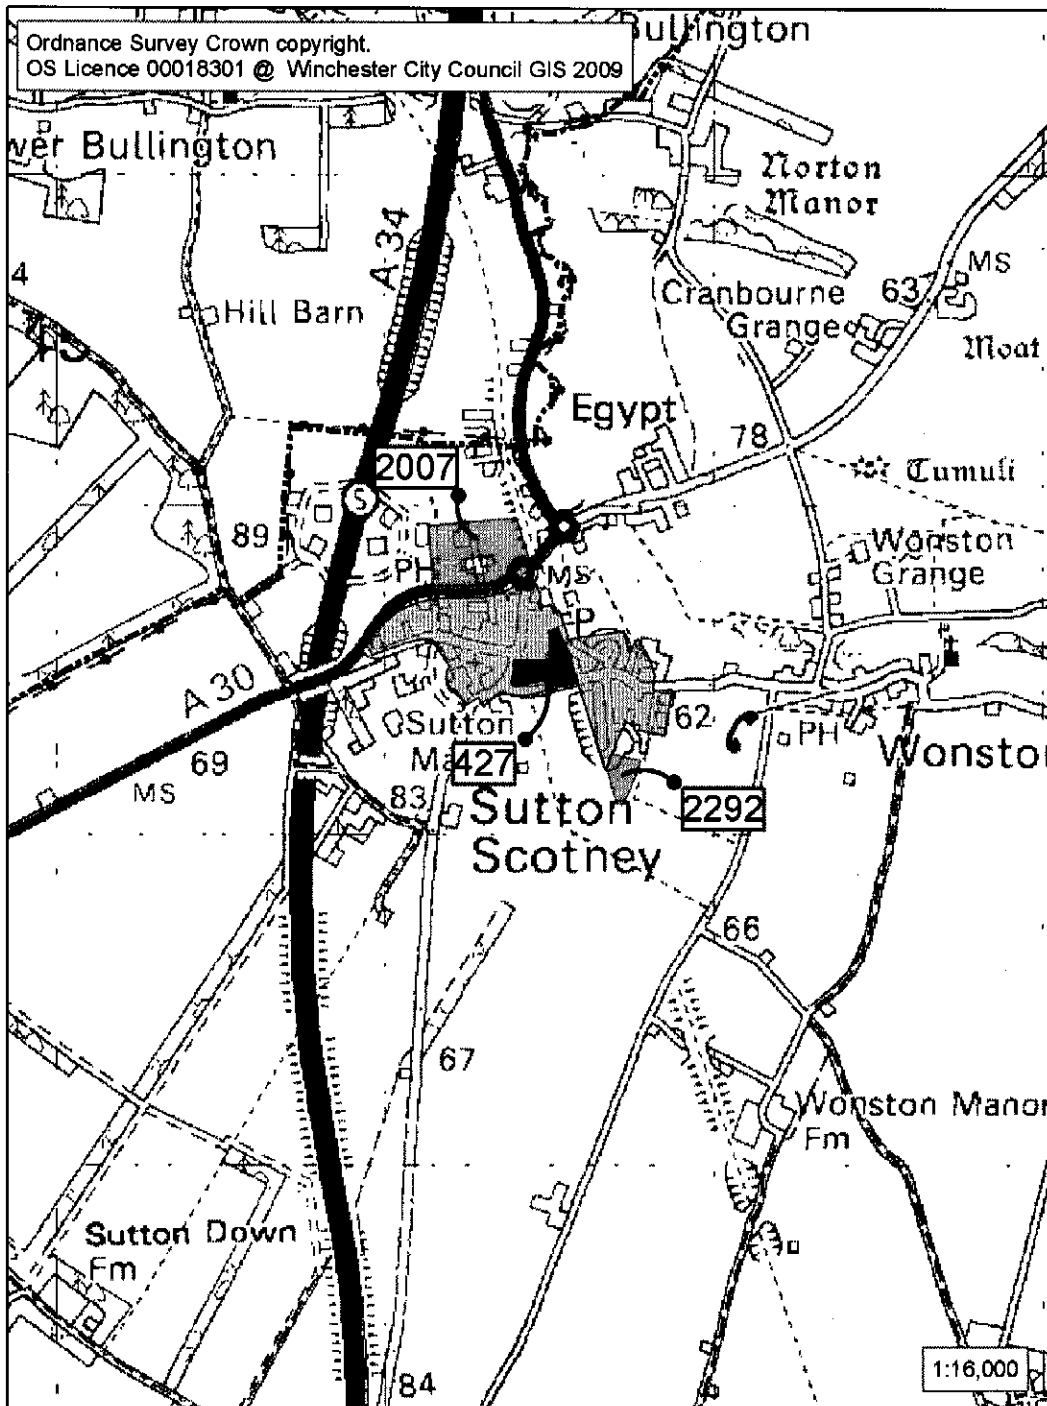 Ordnance Survey Crown copyright.
OS Licence 00018301 @ Winchester City Council GIS 2009
Bullington
wer Bullington
Norton
Manor
A 34
MS
63
Cranbourne
Grange
4
Hill Barn
Moat
Egypt
78
2007
Tumuli
S
89
Wonston
Grange
PH
MS
P
A 30
62
Sutton
Ma
PH
69
427
Wonston
MS
83
2292
Sutton
Scotney
66
67
Wonston Manor
Fm
Sutton Down
Fm
1:16,000
84